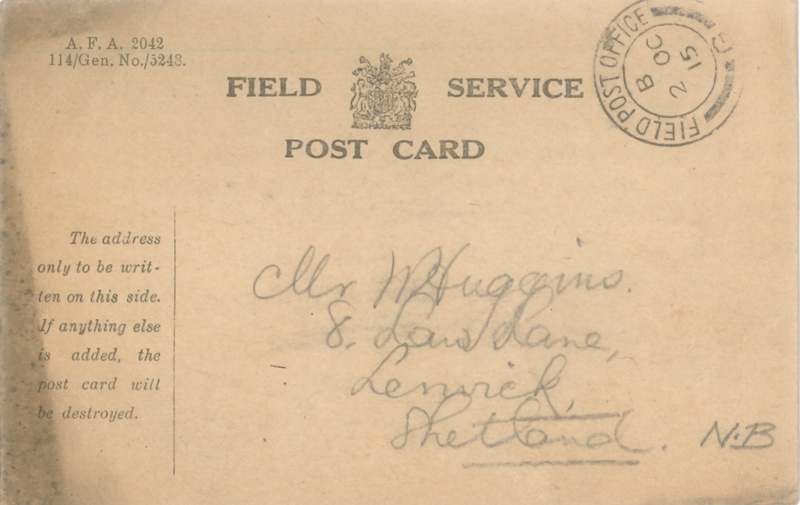 A. F. A. 2042
114/Gen. No./5248.
FIELD SERVICE
POST CARD
FIELD POST OFFICE
B
2 OC
15
The address
only to be writ-
ten on this side.
If anything else
is added, the
post card will
be destroyed.
Mr W Huggins.
8. Law Lane,
Lerwick,
Shetland. N.B